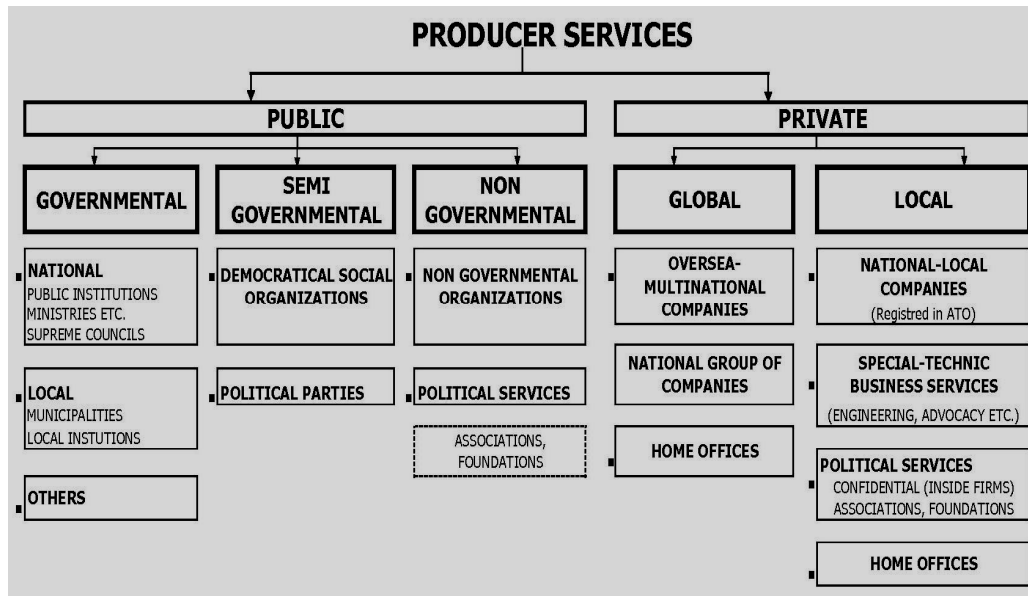 PRODUCER SERVICES
PUBLIC
PRIVATE
GOVERNMENTAL
SEMI
GOVERNMENTAL
NON
GOVERNMENTAL
GLOBAL
LOCAL
NATIONAL
PUBLIC INSTITUTIONS
MINISTRIES ETC.
SUPREME COUNCILS
LOCAL
MUNICIPALITIES
LOCAL INSTUTIONS
OTHERS
DEMOCRATICAL SOCIAL
ORGANIZATIONS
POLITICAL PARTIES
NON GOVERNMENTAL
ORGANIZATIONS
POLITICAL SERVICES
ASSOCIATIONS,
FOUNDATIONS
OVERSEA-
MULTINATIONAL
COMPANIES
NATIONAL GROUP OF
COMPANIES
HOME OFFICES
NATIONAL-LOCAL
COMPANIES
(Registred in ATO)
SPECIAL-TECHNIC
BUSINESS SERVICES
(ENGINEERING, ADVOCACY ETC.)
POLITICAL SERVICES
CONFIDENTIAL (INSIDE FIRMS)
ASSOCIATIONS, FOUNDATIONS
HOME OFFICES